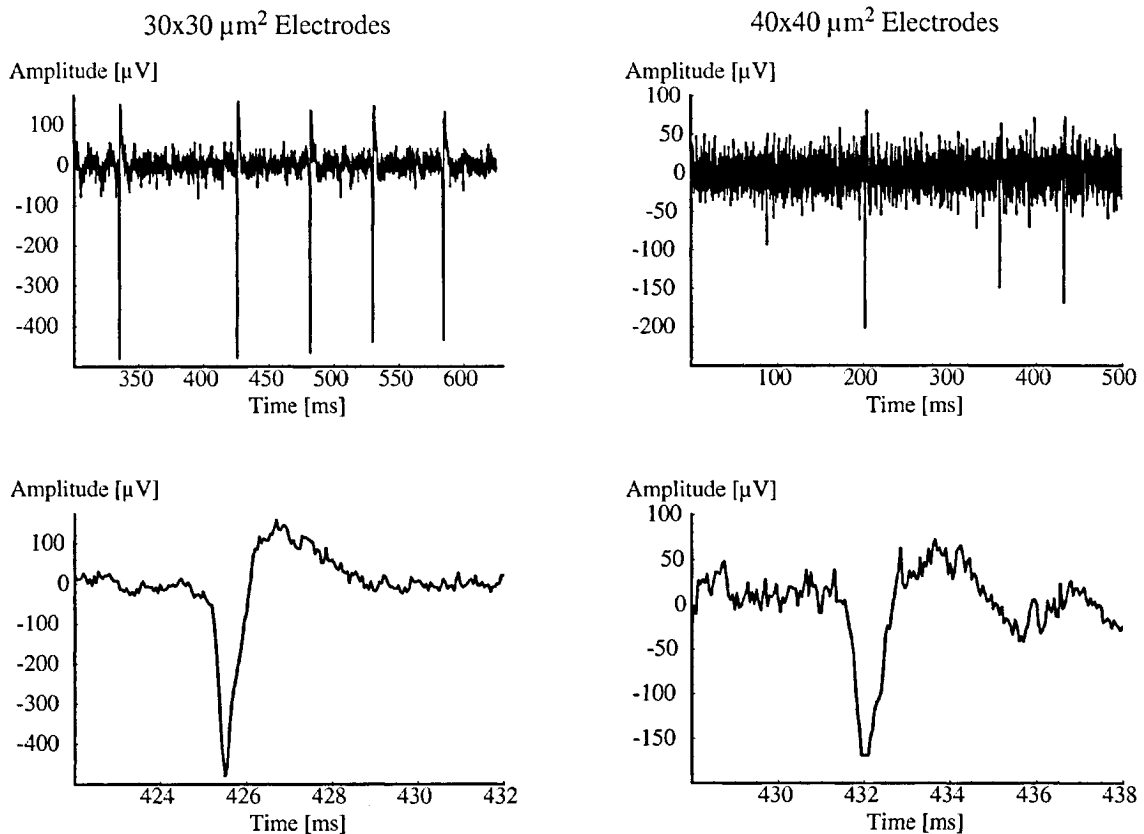 30x30 µm² Electrodes
40x40 µm² Electrodes
Amplitude [µV]
100
0
-100
-200
-300
-400
350 400 450 500 550 600
Time [ms]
Amplitude [µV]
100
50
0
-50
-100
-150
-200
100 200 300 400 500
Time [ms]
Amplitude [µV]
100
0
-100
-200
-300
-400
424 426 428 430 432
Time [ms]
Amplitude [µV]
100
50
0
-50
-100
-150
430 432 434 436 438
Time [ms]